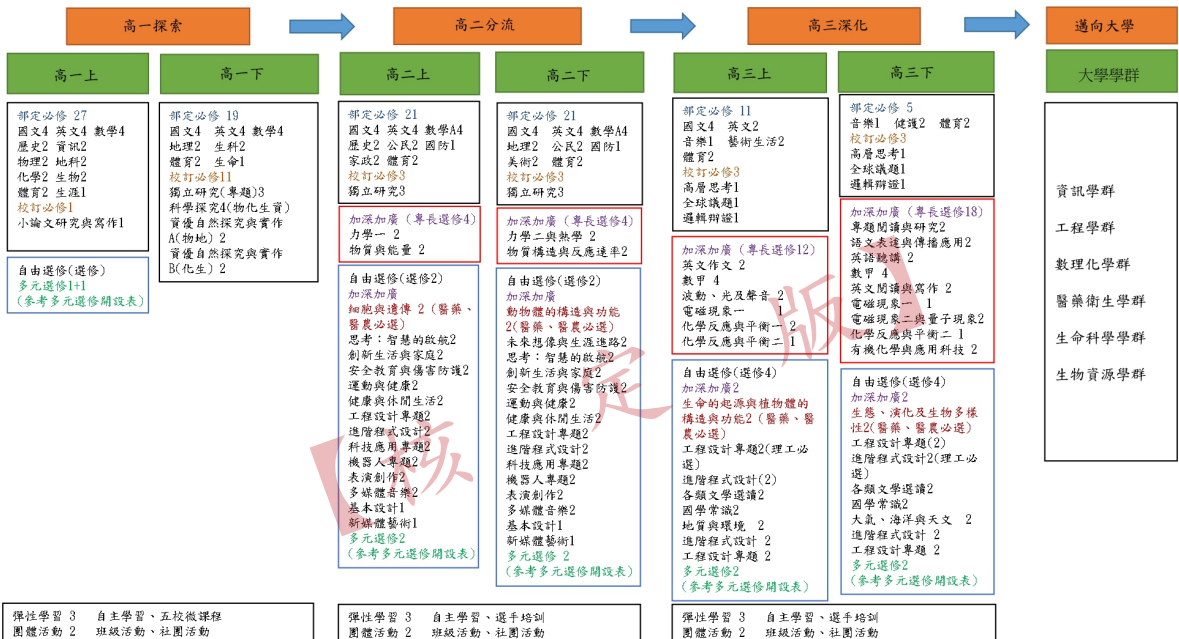 高一探索
高二分流
高三深化
邁向大學
高一上
高一下
高二上
高二下
高三上
高三下
大學學群
部定必修 27
國文4 英文4 數學4
歷史2 資訊2
物理2 地科2
化學2 生物2
體育2 生涯1
校訂必修1
小論文研究與寫作1
自由選修(選修)
多元選修1+1
(參考多元選修開設表)
部定必修 19
國文4 英文4 數學4
地理2 生科2
體育2 生命1
校訂必修11
獨立研究(專題)3
科學探究4(物化生資)
資優自然探究與實作
A(物地) 2
資優自然探究與實作
B(化生) 2
部定必修 21
國文4 英文4 數學A4
歷史2 公民2 國防1
家政2 體育2
校訂必修3
獨立研究3
加深加廣 (專長選修4)
力學一 2
物質與能量 2
自由選修(選修2)
加深加廣
細胞與遺傳 2 (醫藥、
醫農必選)
思考：智慧的啟航2
創新生活與家庭2
安全教育與傷害防護2
運動與健康2
健康與休閒生活2
工程設計專題2
進階程式設計2
科技應用專題2
機器人專題2
表演創作2
多媒體音樂2
基本設計1
新媒體藝術1
多元選修2
(參考多元選修開設表)
部定必修 21
國文4 英文4 數學A4
地理2 公民2 國防1
美術2 體育2
校訂必修3
獨立研究3
加深加廣 (專長選修4)
力學二與熱學 2
物質構造與反應速率2
自由選修(選修2)
加深加廣
動物體的構造與功能
2(醫藥、醫農必選)
未來想像與生涯進路2
思考：智慧的啟航2
創新生活與家庭2
安全教育與傷害防護2
運動與健康2
健康與休閒生活2
工程設計專題2
進階程式設計2
科技應用專題2
機器人專題2
表演創作2
多媒體音樂2
基本設計1
新媒體藝術1
多元選修 2
(參考多元選修開設表)
部定必修 11
國文4 英文2
音樂1 藝術生活2
體育2
校訂必修3
高層思考1
全球議題1
邏輯辯證1
加深加廣 (專長選修12)
英文作文 2
數甲 4
波動、光及聲音 2
電磁現象一 1
化學反應與平衡一 2
化學反應與平衡二 1
自由選修(選修4)
加深加廣2
生命的起源與植物體的
構造與功能2 (醫藥、醫
農必選)
工程設計專題2(理工必
選)
進階程式設計(2)
各類文學選讀2
國學常識2
地質與環境 2
進階程式設計 2
工程設計專題 2
多元選修2
(參考多元選修開設表)
部定必修 5
音樂1 健護2 體育2
校訂必修3
高層思考1
全球議題1
邏輯辯證1
加深加廣 (專長選修18)
專題閱讀與研究2
語文表達與傳播應用2
英語聽講 2
數甲 4
英文閱讀與寫作 2
電磁現象一 1
電磁現象二與量子現象2
化學反應與平衡二 1
有機化學與應用科技 2
自由選修(選修4)
加深加廣2
生態、演化及生物多樣
性2(醫藥、醫農必選)
工程設計專題(2)
進階程式設計2(理工必
選)
各類文學選讀2
國學常識2
大氣、海洋與天文 2
進階程式設計 2
工程設計專題 2
多元選修2
(參考多元選修開設表)
資訊學群
工程學群
數理化學群
醫藥衛生學群
生命科學學群
生物資源學群
【核定版】
彈性學習 3 自主學習、五校微課程
團體活動 2 班級活動、社團活動
彈性學習 3 自主學習、選手培訓
團體活動 2 班級活動、社團活動
彈性學習 3 自主學習、選手培訓
團體活動 2 班級活動、社團活動